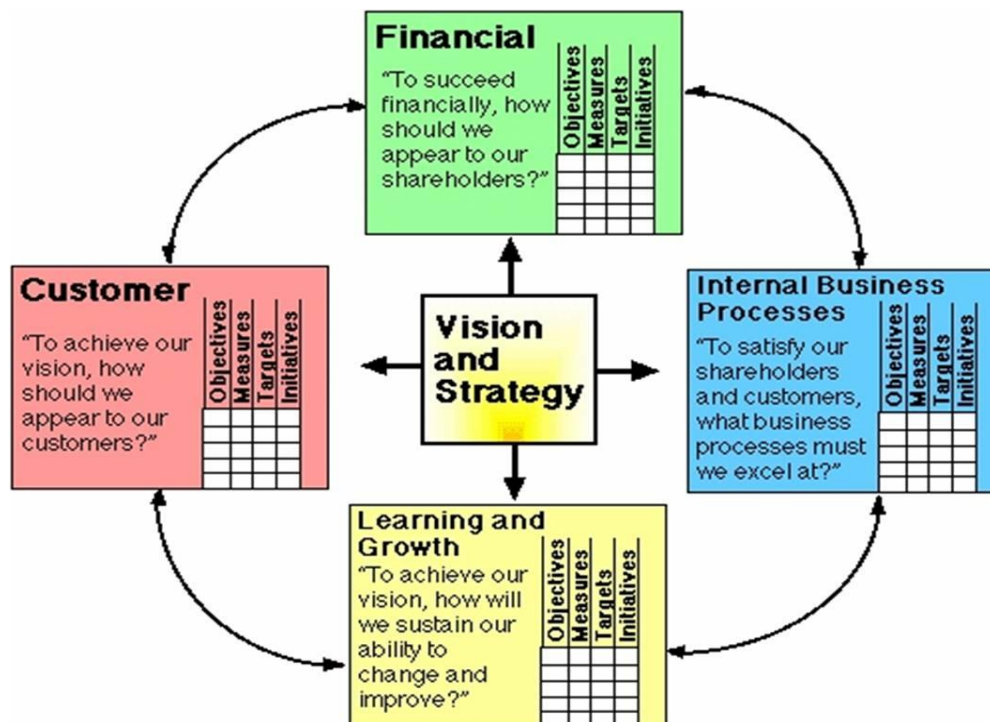 Financial
“To succeed
financially, how
should we
appear to our
shareholders?”
Objectives
Measures
Targets
Initiatives
Customer
“To achieve our
vision, how
should we
appear to our
customers?”
Objectives
Measures
Targets
Initiatives
Vision
and
Strategy
Internal Business
Processes
“To satisfy our
shareholders
and customers,
what business
processes must
we excel at?”
Objectives
Measures
Targets
Initiatives
Learning and
Growth
“To achieve our
vision, how will
we sustain our
ability to
change and
improve?”
Objectives
Measures
Targets
Initiatives